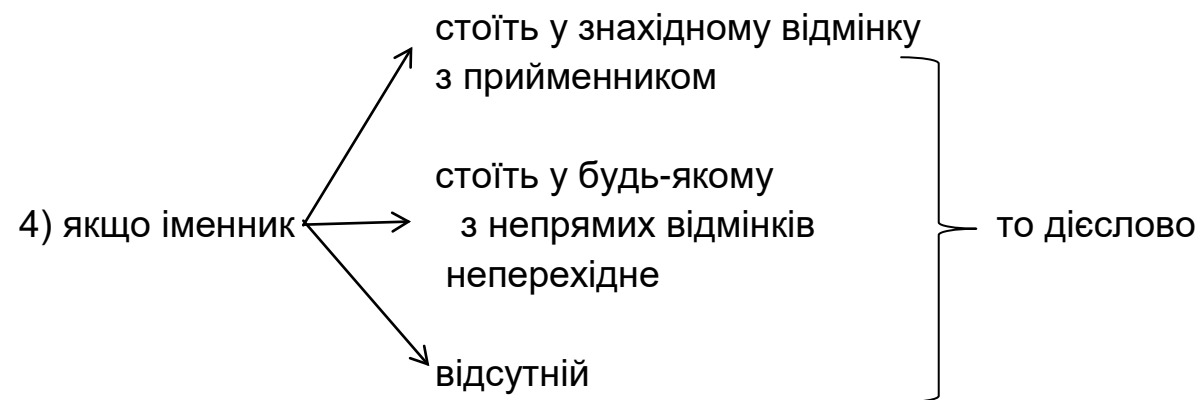 стоїть у знахідному відмінку
з прийменником
стоїть у будь-якому
4) якщо іменник з непрямих відмінків то дієслово
неперехідне
відсутній